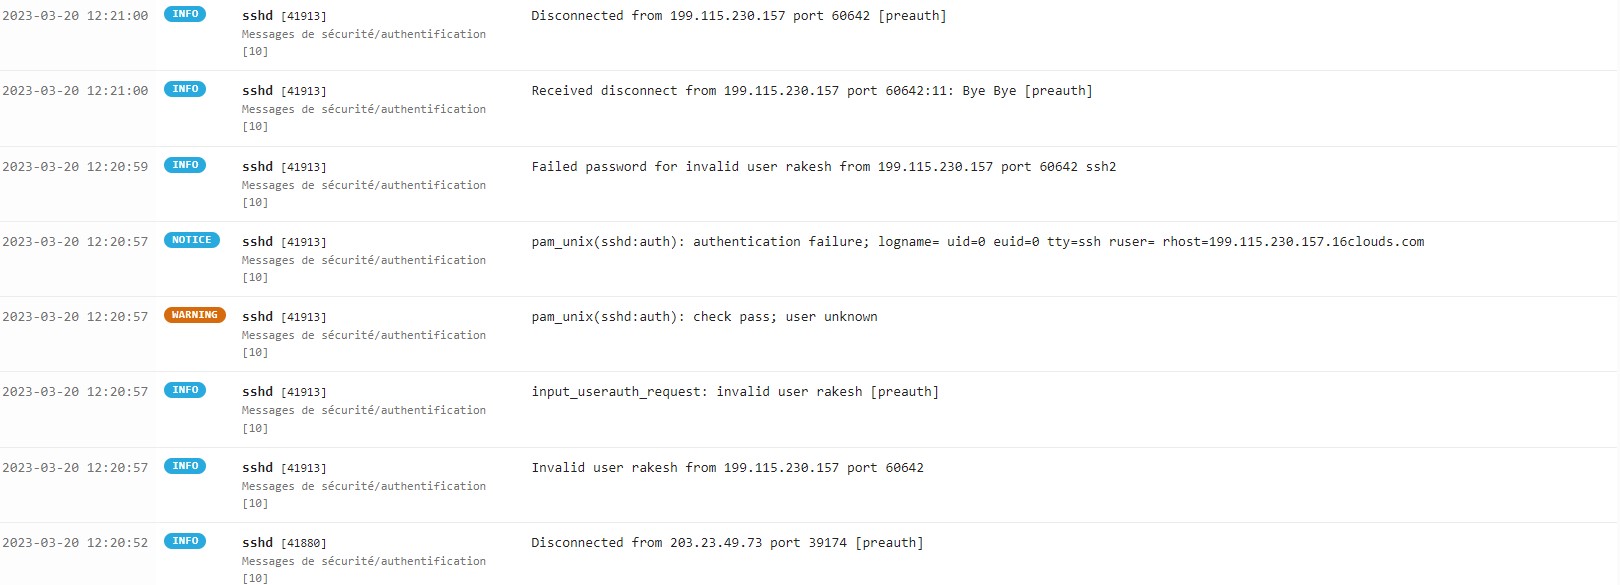 2023-03-20 12:21:00 INFO sshd [41913] Disconnected from 199.115.230.157 port 60642 [preauth]
Messages de sécurité/authentification
[10]
2023-03-20 12:21:00 INFO sshd [41913] Received disconnect from 199.115.230.157 port 60642:11: Bye Bye [preauth]
Messages de sécurité/authentification
[10]
2023-03-20 12:20:59 INFO sshd [41913] Failed password for invalid user rakesh from 199.115.230.157 port 60642 ssh2
Messages de sécurité/authentification
[10]
2023-03-20 12:20:57 NOTICE sshd [41913] pam_unix(sshd:auth): authentication failure; logname= uid=0 euid=0 tty=ssh ruser= rhost=199.115.230.157.16clouds.com
Messages de sécurité/authentification
[10]
2023-03-20 12:20:57 WARNING sshd [41913] pam_unix(sshd:auth): check pass; user unknown
Messages de sécurité/authentification
[10]
2023-03-20 12:20:57 INFO sshd [41913] input_userauth_request: invalid user rakesh [preauth]
Messages de sécurité/authentification
[10]
2023-03-20 12:20:57 INFO sshd [41913] Invalid user rakesh from 199.115.230.157 port 60642
Messages de sécurité/authentification
[10]
2023-03-20 12:20:52 INFO sshd [41880] Disconnected from 203.23.49.73 port 39174 [preauth]
Messages de sécurité/authentification
[10]